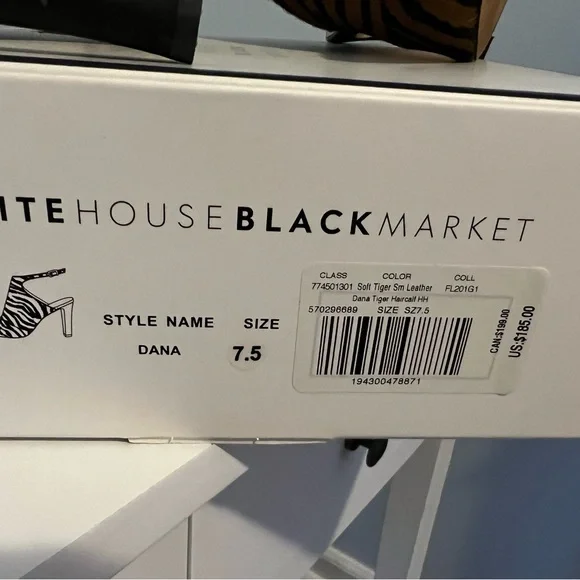 ITEHOUSEBLACKMARKET
STYLE NAME SIZE
DANA 7.5
CLASS COLOR COLL
774501301 Soft Tiger Sm Leather FL201G1
Dana Tiger Haircalf HH
570296689 SIZE SZ7.5
194300478871
CAN:$199.00
US:$185.00